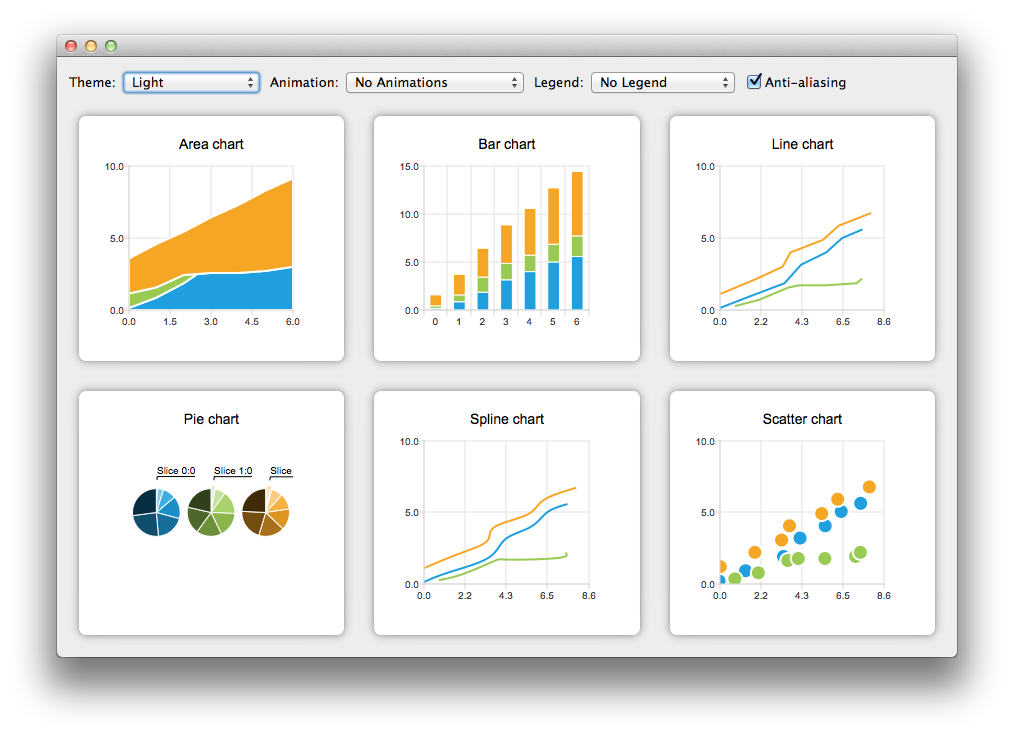 Theme: Light Animation: No Animations Legend: No Legend Anti-aliasing
Area chart
10.0
5.0
0.0
0.0 1.5 3.0 4.5 6.0
Bar chart
15.0
10.0
5.0
0.0
0 1 2 3 4 5 6
Line chart
10.0
5.0
0.0
0.0 2.2 4.3 6.5 8.6
Pie chart
Slice 0:0 Slice 1:0 Slice
Spline chart
10.0
5.0
0.0
0.0 2.2 4.3 6.5 8.6
Scatter chart
10.0
5.0
0.0
0.0 2.2 4.3 6.5 8.6